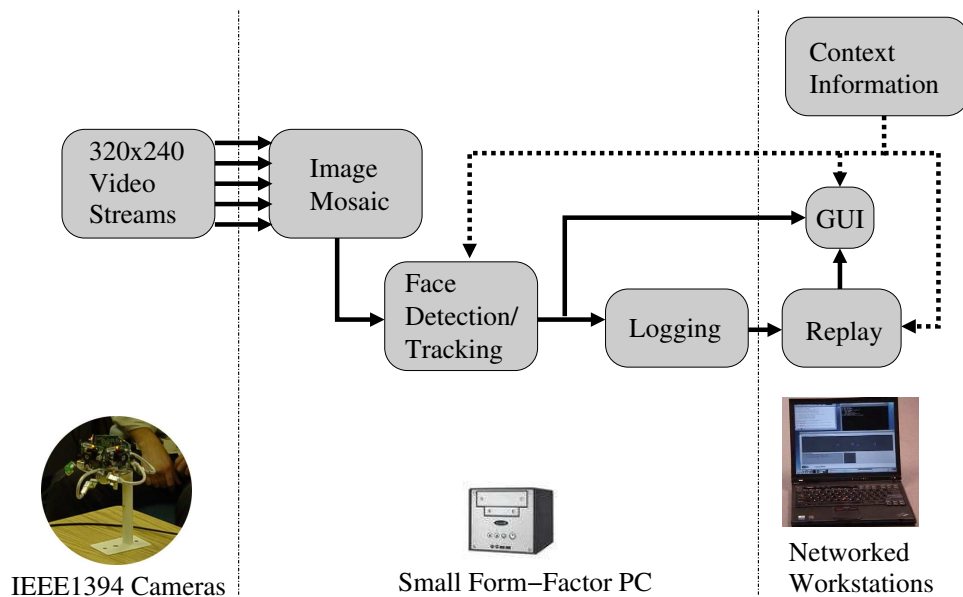 Context
Information
320x240
Video
Streams
Image
Mosaic
GUI
Face
Detection/
Tracking
Logging
Replay
IEEE1394 Cameras
Small Form−Factor PC
Networked
Workstations